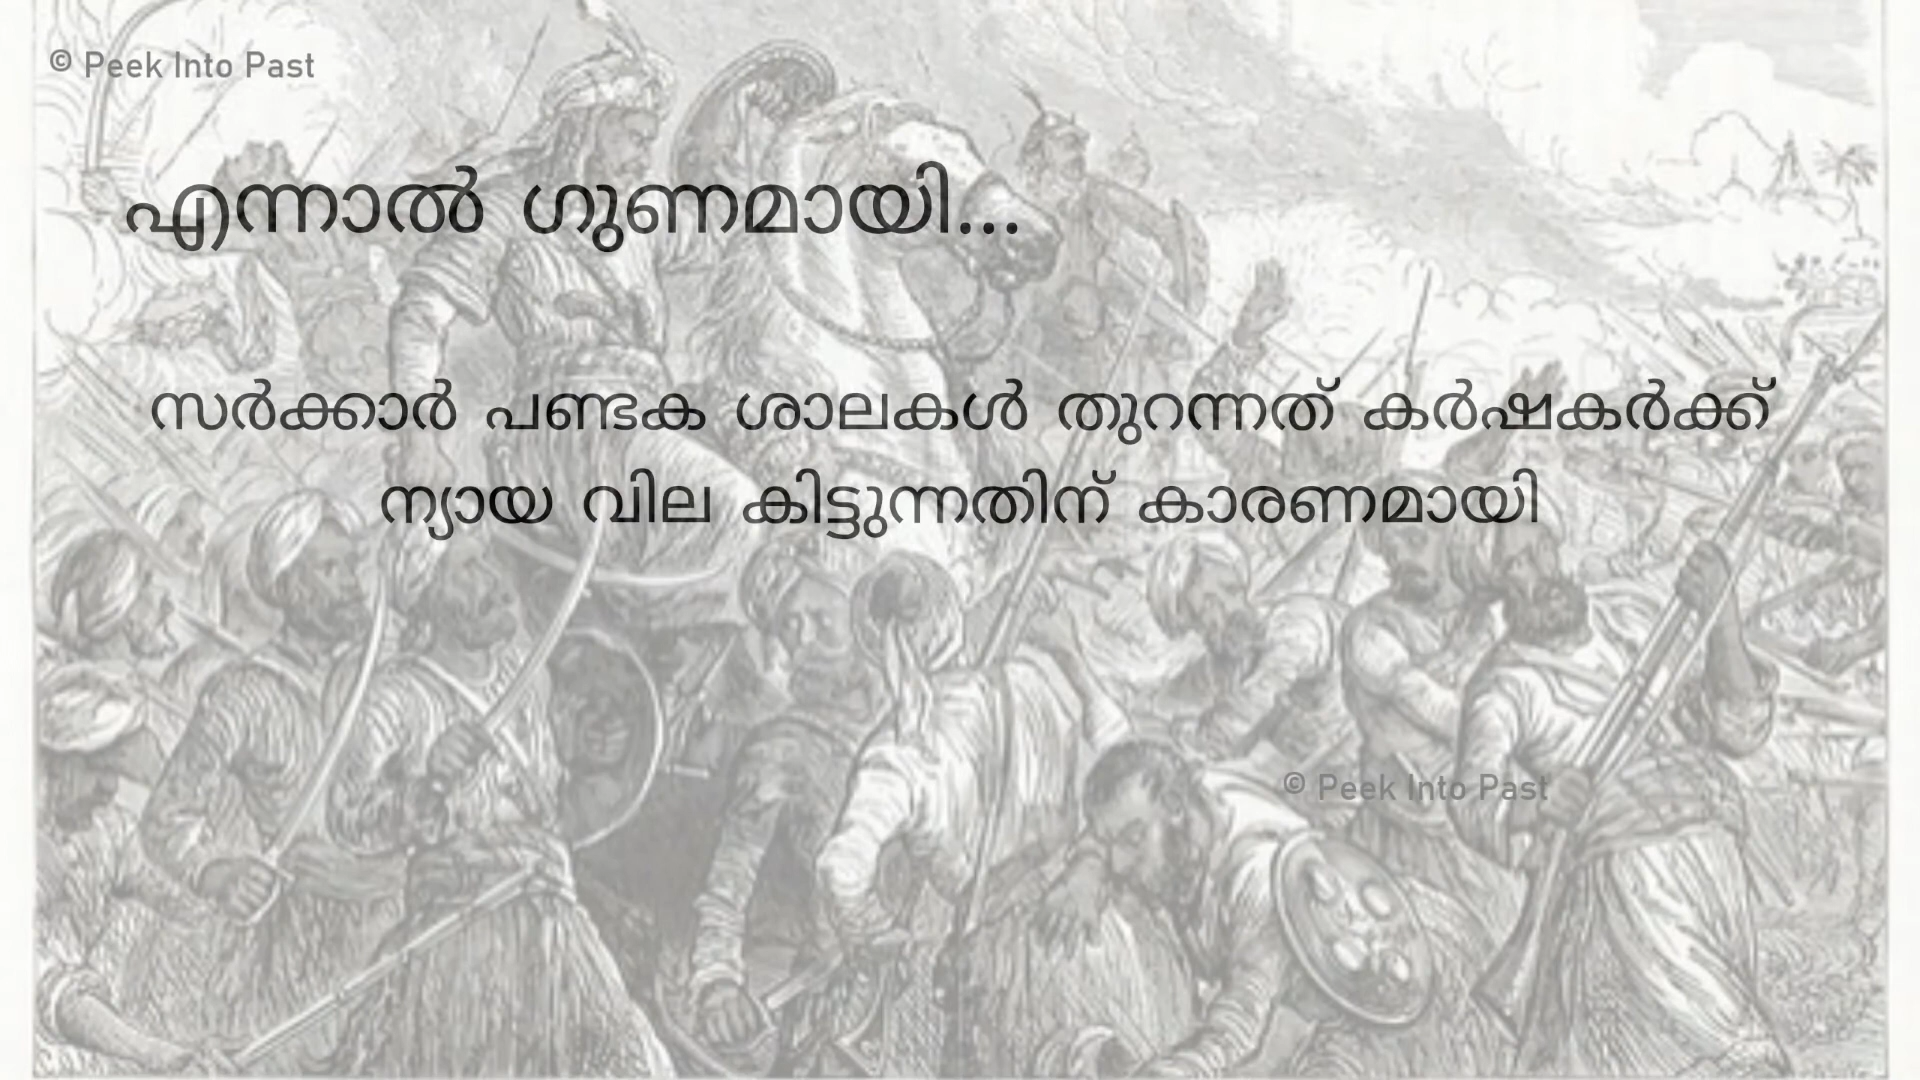 © Peek Into Past
എന്നാൽ ഗുണമായി...
സർക്കാർ പണ്ടക ശാലകൾ തുറന്നത് കർഷകർക്ക്
ന്യായ വില കിട്ടുന്നതിന് കാരണമായി
© Peek Into Past